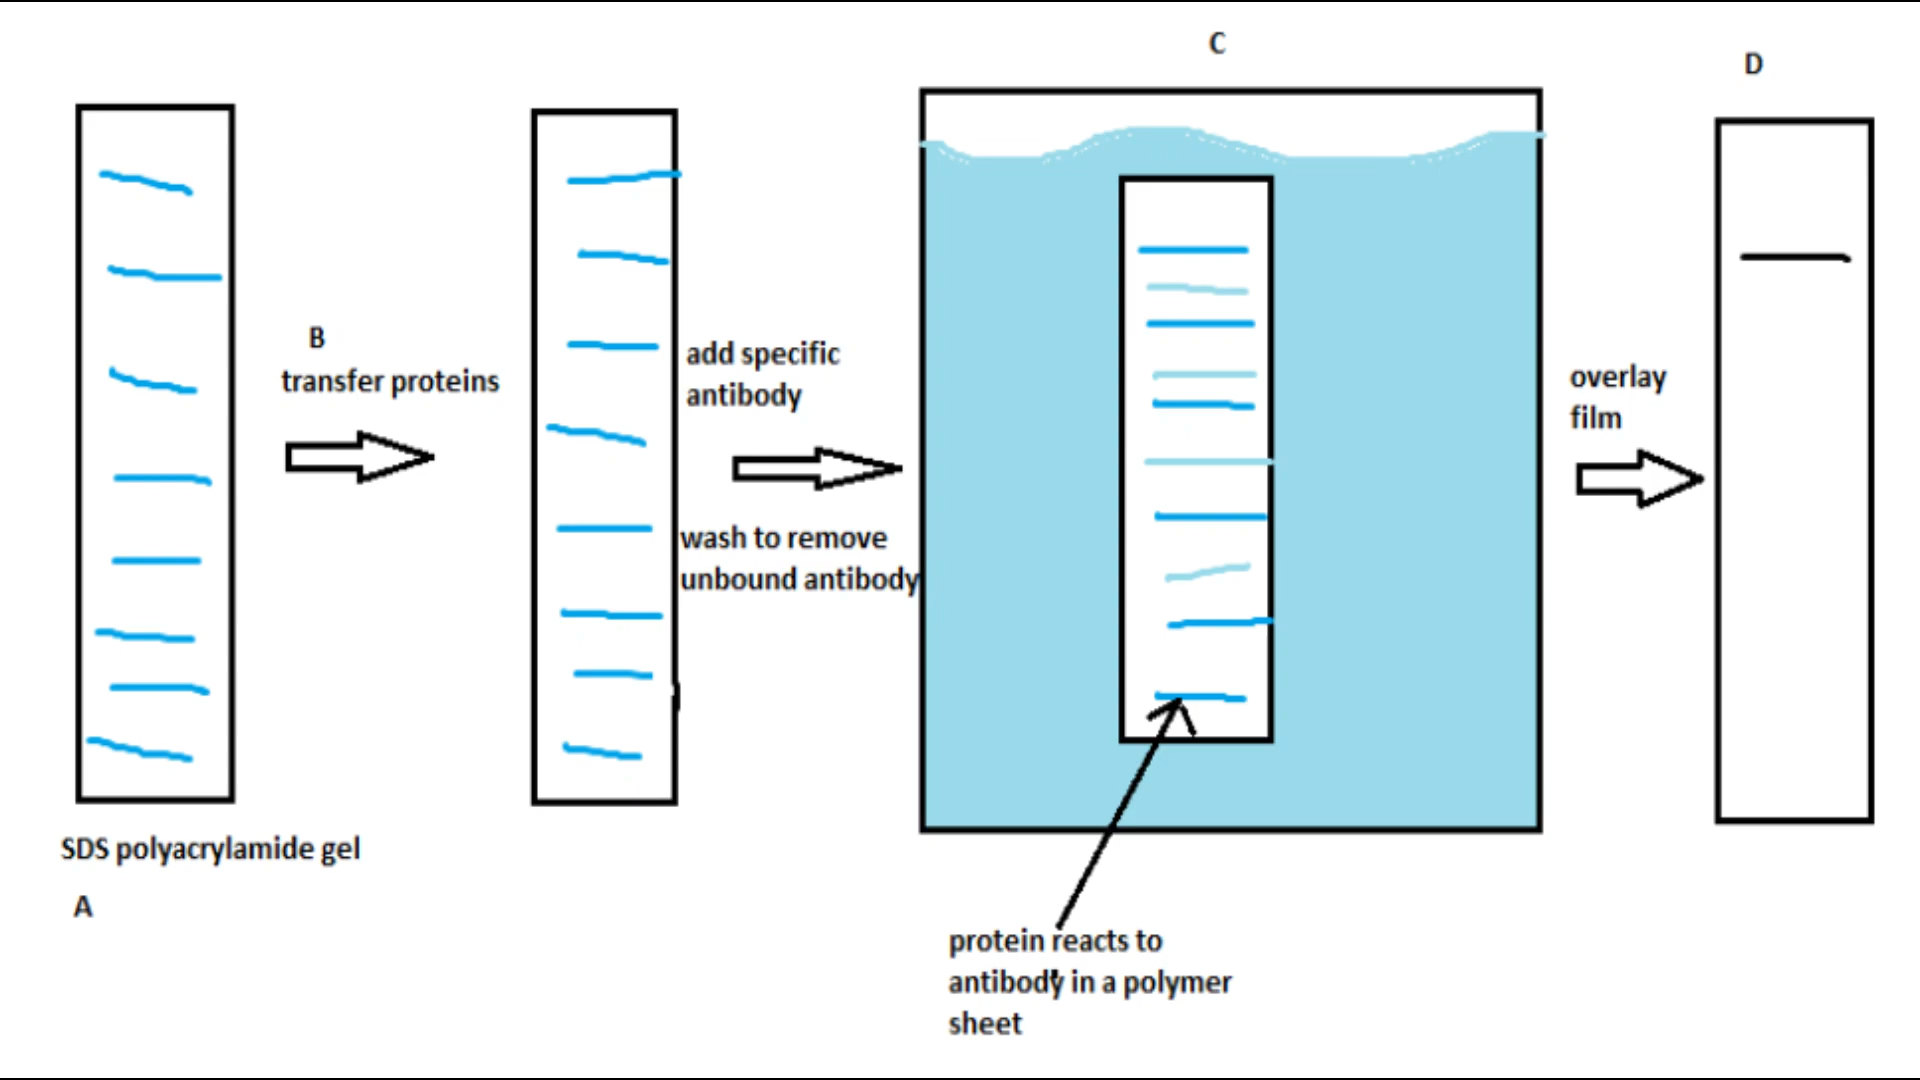 C
D
B
transfer proteins
add specific
antibody
wash to remove
unbound antibody
overlay
film
SDS polyacrylamide gel
A
protein reacts to
antibody in a polymer
sheet